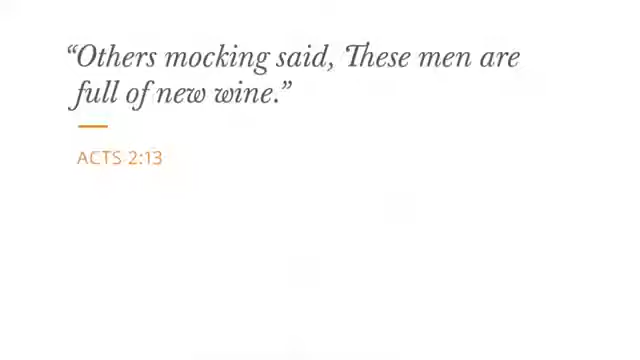 “Others mocking said, These men are
full of new wine.”
ACTS 2:13